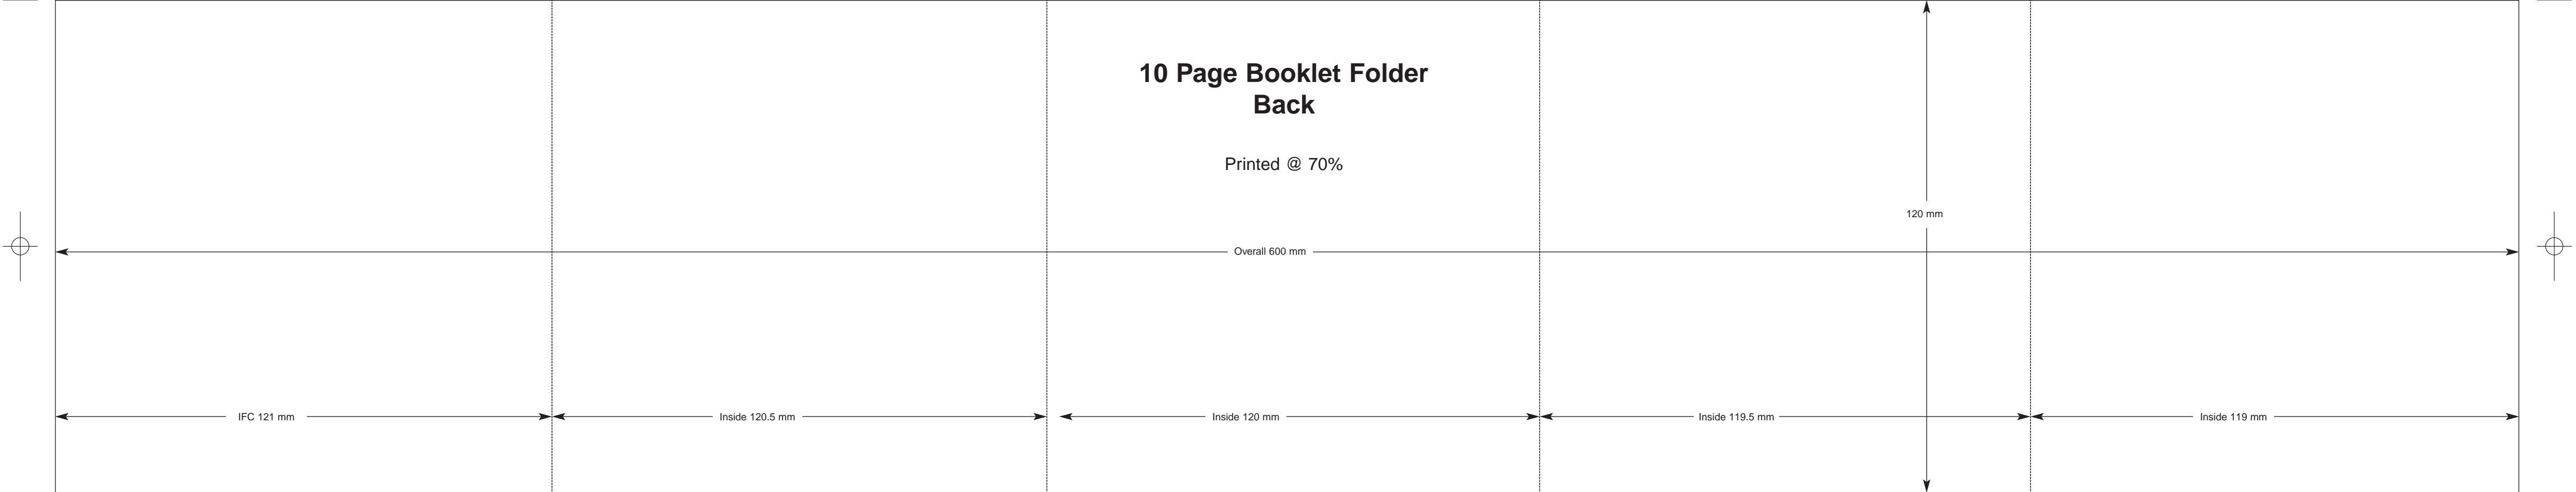 10 Page Booklet Folder
Back
Printed @ 70%
120 mm
Overall 600 mm
IFC 121 mm
Inside 120.5 mm
Inside 120 mm
Inside 119.5 mm
Inside 119 mm